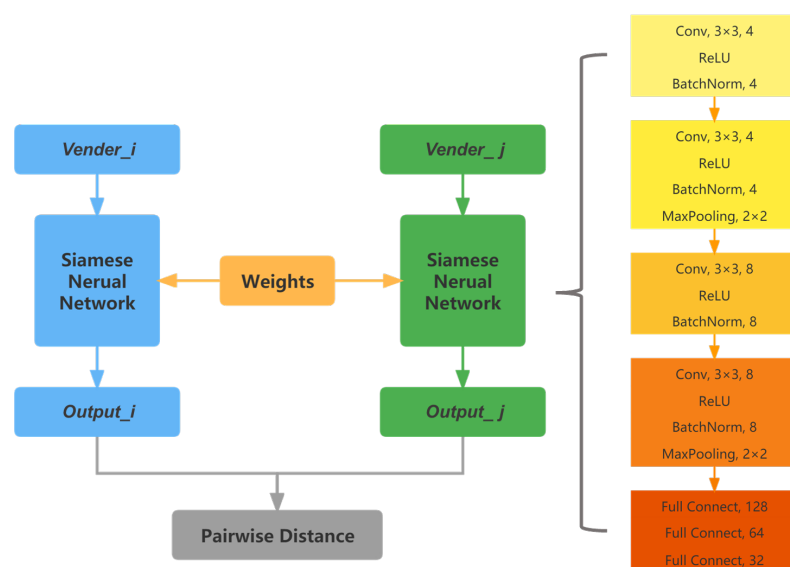 Vender_i
Vender_ j
Siamese
Nerual
Network
Weights
Siamese
Nerual
Network
Output_i
Output_ j
Pairwise Distance
Conv, 3×3, 4
ReLU
BatchNorm, 4
Conv, 3×3, 4
ReLU
BatchNorm, 4
MaxPooling, 2×2
Conv, 3×3, 8
ReLU
BatchNorm, 8
Conv, 3×3, 8
ReLU
BatchNorm, 8
MaxPooling, 2×2
Full Connect, 128
Full Connect, 64
Full Connect, 32